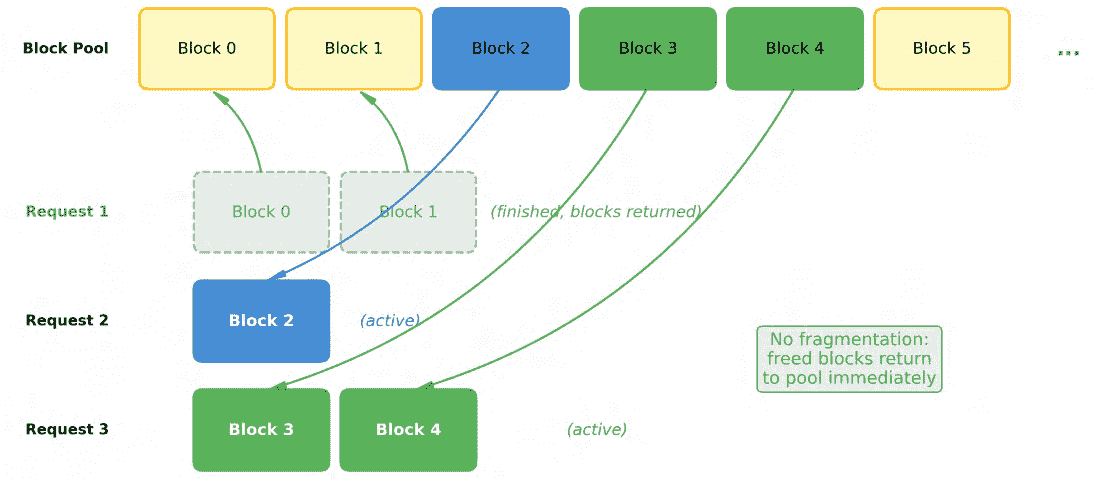 Block Pool Block 0 Block 1 Block 2 Block 3 Block 4 Block 5 ...
Request 1 Block 0 Block 1 (finished, blocks returned)
Request 2 Block 2 (active)
No fragmentation:
freed blocks return
to pool immediately
Request 3 Block 3 Block 4 (active)